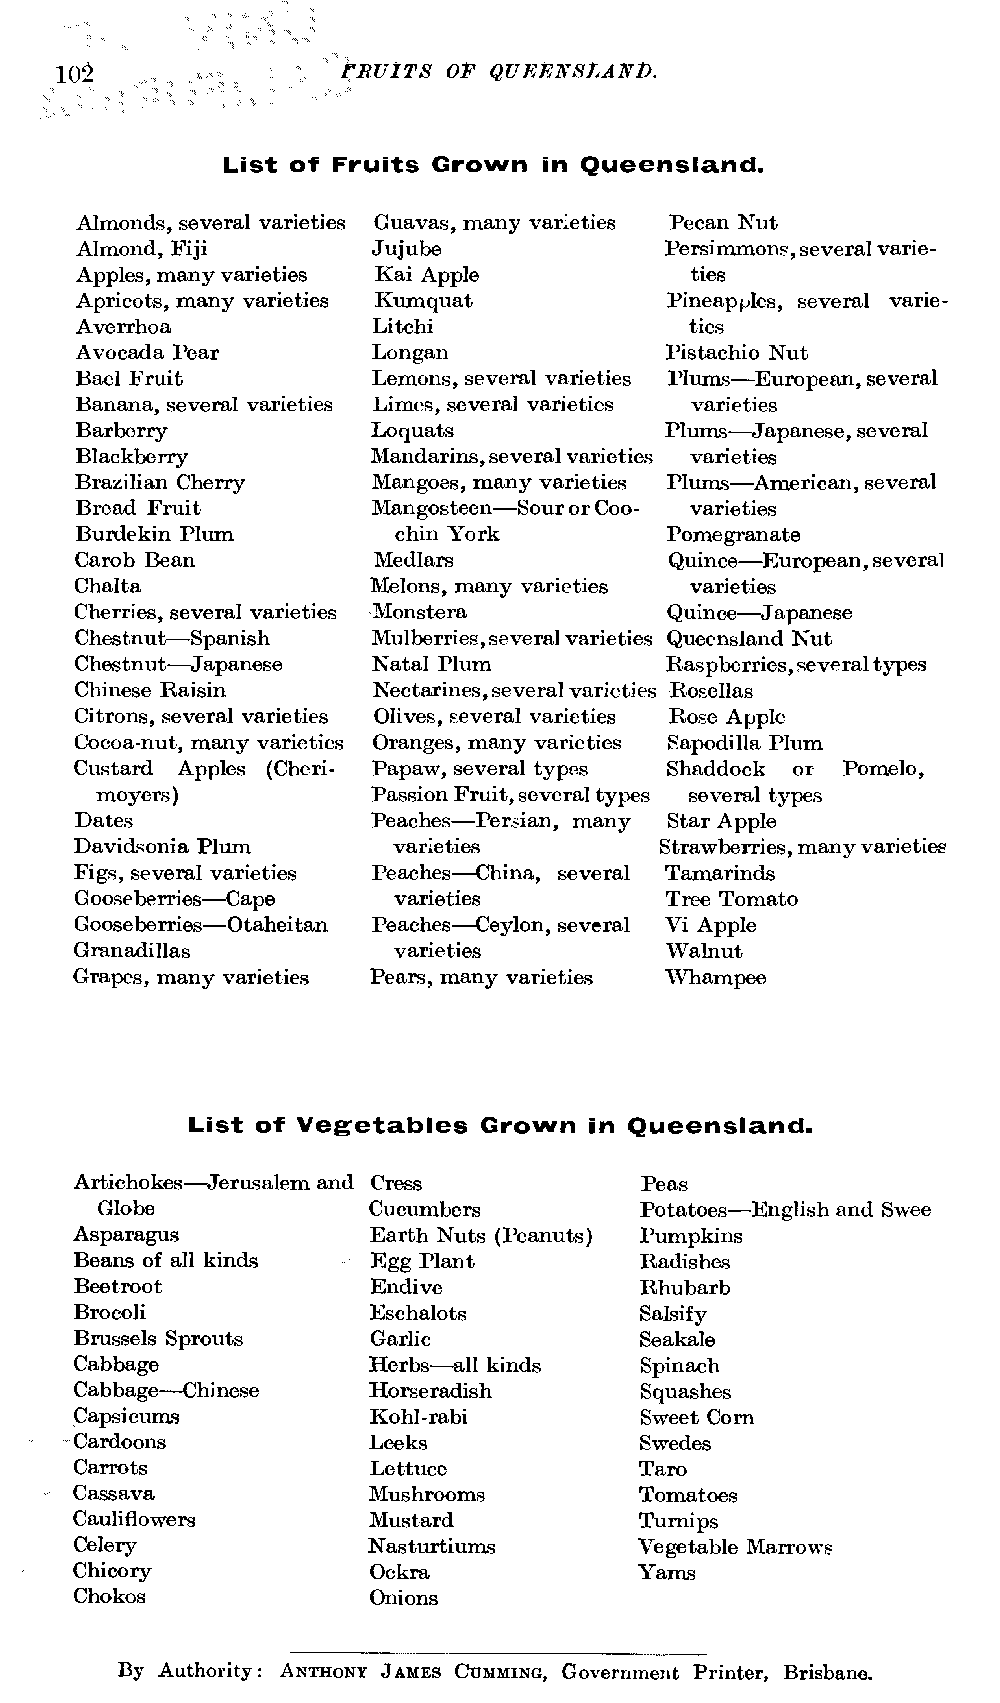 102
FRUITS OF QUEENSLAND.
List of Fruits Grown in Queensland.
Almonds, several varieties
Almond, Fiji
Apples, many varieties
Apricots, many varieties
Averrhoa
Avocada Pear
Bael Fruit
Banana, several varieties
Barberry
Blackberry
Brazilian Cherry
Bread Fruit
Burdekin Plum
Carob Bean
Chalta
Cherries, several varieties
Chestnut—Spanish
Chestnut—Japanese
Chinese Raisin
Citrons, several varieties
Cocoa-nut, many varieties
Custard Apples (Cheri-
moyers)
Dates
Davidsonia Plum
Figs, several varieties
Gooseberries—Cape
Gooseberries—Otaheitan
Granadillas
Grapes, many varieties
Guavas, many varieties
Jujube
Kai Apple
Kumquat
Litchi
Longan
Lemons, several varieties
Limes, several varieties
Loquats
Mandarins, several varieties
Mangoes, many varieties
Mangosteen—Sour or Coo-
chin York
Medlars
Melons, many varieties
Monstera
Mulberries, several varieties
Natal Plum
Nectarines, several varieties
Olives, several varieties
Oranges, many varieties
Papaw, several types
Passion Fruit, several types
Peaches—Persian, many
varieties
Peaches—China, several
varieties
Peaches—Ceylon, several
varieties
Pears, many varieties
Pecan Nut
Persimmons, several varie-
ties
Pineapples, several varie-
ties
Pistachio Nut
Plums—European, several
varieties
Plums—Japanese, several
varieties
Plums—American, several
varieties
Pomegranate
Quince—European, several
varieties
Quince—Japanese
Queensland Nut
Raspberries, several types
Rosellas
Rose Apple
Sapodilla Plum
Shaddock or Pomelo,
several types
Star Apple
Strawberries, many varieties
Tamarinds
Tree Tomato
Vi Apple
Walnut
Whampee
List of Vegetables Grown in Queensland.
Artichokes—Jerusalem and
Globe
Asparagus
Beans of all kinds
Beetroot
Brocoli
Brussels Sprouts
Cabbage
Cabbage—Chinese
Capsicums
Cardoons
Carrots
Cassava
Cauliflowers
Celery
Chicory
Chokos
Cress
Cucumbers
Earth Nuts (Peanuts)
Egg Plant
Endive
Eschalots
Garlic
Herbs—all kinds
Horseradish
Kohl-rabi
Leeks
Lettuce
Mushrooms
Mustard
Nasturtiums
Ockra
Onions
Peas
Potatoes—English and Swee
Pumpkins
Radishes
Rhubarb
Salsify
Seakale
Spinach
Squashes
Sweet Corn
Swedes
Taro
Tomatoes
Turnips
Vegetable Marrows
Yams
By Authority: ANTHONY JAMES CUMMING, Government Printer, Brisbane.